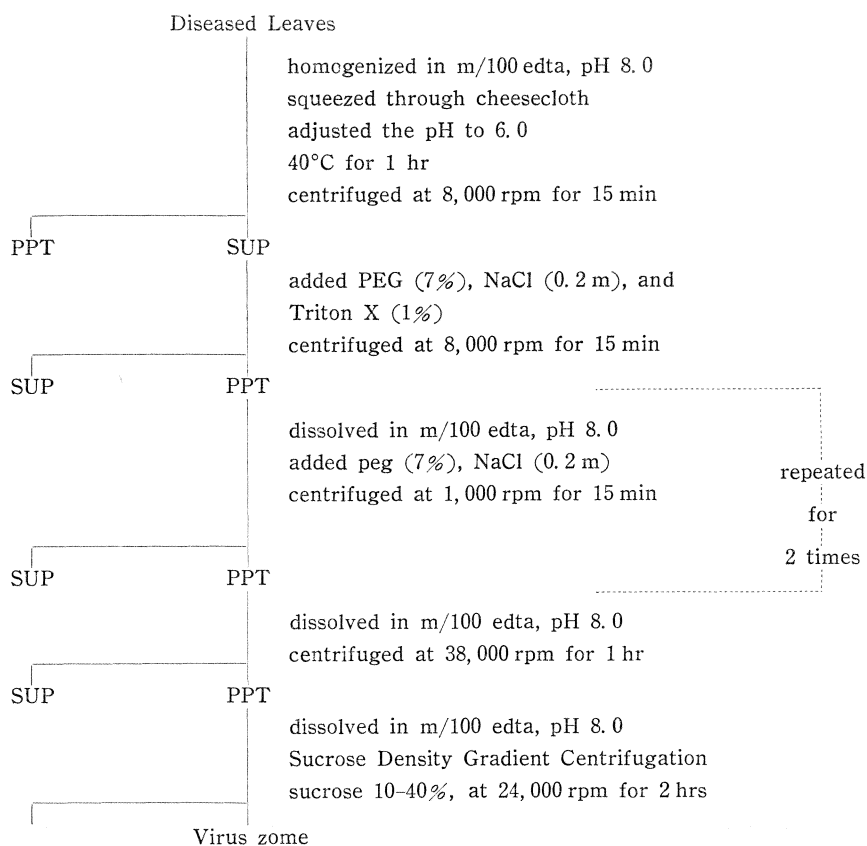 Diseased Leaves
homogenized in m/100 edta, pH 8.0
squeezed through cheesecloth
adjusted the pH to 6.0
40°C for 1 hr
centrifuged at 8,000 rpm for 15 min
PPT SUP
added PEG (7%), NaCl (0.2 m), and
Triton X (1%)
centrifuged at 8,000 rpm for 15 min
SUP PPT
dissolved in m/100 edta, pH 8.0
added peg (7%), NaCl (0.2 m)
centrifuged at 1,000 rpm for 15 min
repeated
for
2 times
SUP PPT
dissolved in m/100 edta, pH 8.0
centrifuged at 38,000 rpm for 1 hr
SUP PPT
dissolved in m/100 edta, pH 8.0
Sucrose Density Gradient Centrifugation
sucrose 10-40%, at 24,000 rpm for 2 hrs
Virus zome